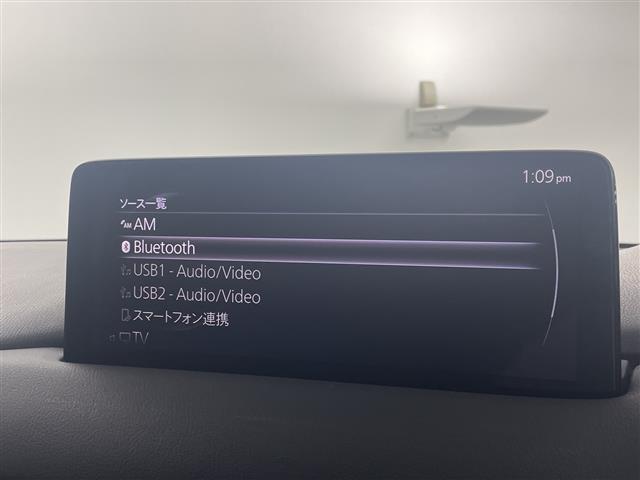 1:09 pm
ソース一覧
AM
Bluetooth
USB1 - Audio/Video
USB2 - Audio/Video
スマートフォン連携
TV